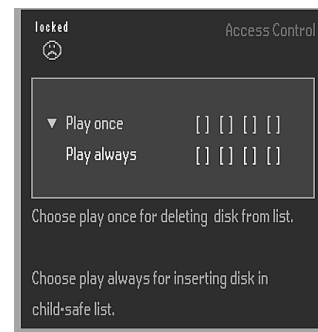 locked Access Control
▼ Play once [ ] [ ] [ ] [ ]
Play always [ ] [ ] [ ] [ ]
Choose play once for deleting disk from list.
Choose play always for inserting disk in
child-safe list.